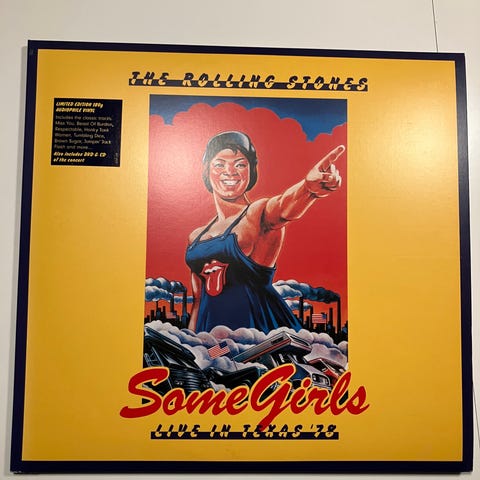 THE ROLLING STONES
LIMITED EDITION 180g
AUDIOPHILE VINYL
Includes the classic tracks,
Miss You, Beast Of Burden,
Respectable, Honky Tonk
Women, Tumbling Dice,
Brown Sugar, Jumpin' Jack
Flash and more...
Also includes DVD & CD
of the concert
Some Girls
LIVE IN TEXAS '78